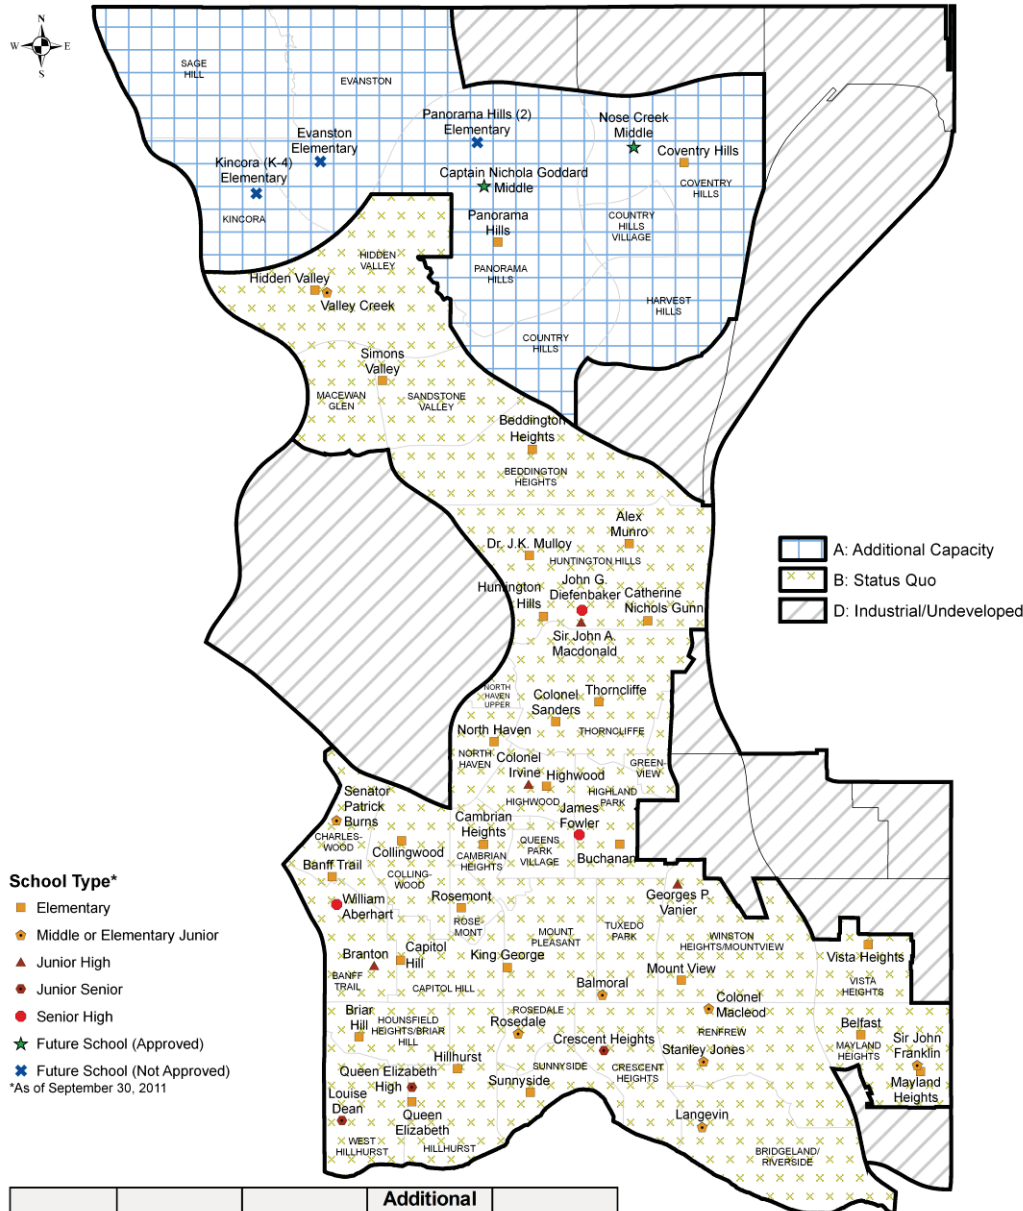 N
W E
S
SAGE
HILL
EVANSTON
Panorama Hills (2)
Elementary
Nose Creek
Middle
Evanston
Elementary
Coventry Hills
Kincora (K-4)
Elementary
Captain Nichola Goddard
Middle
COVENTRY
HILLS
KINCORA
Panorama
Hills
COUNTRY
HILLS
VILLAGE
HIDDEN
VALLEY
PANORAMA
HILLS
Hidden Valley
Valley Creek
HARVEST
HILLS
COUNTRY
HILLS
Simons
Valley
MACEWAN
GLEN
SANDSTONE
VALLEY
Beddington
Heights
BEDDINGTON
HEIGHTS
Alex
Munro
Dr. J.K. Mulloy
HUNTINGTON HILLS
A: Additional Capacity
B: Status Quo
D: Industrial/Undeveloped
Huntington
Hills
John G.
Diefenbaker
Catherine
Nichols Gunn
Sir John A.
Macdonald
NORTH
HAVEN
UPPER
Colonel
Sanders
Thorncliffe
THORNCLIFFE
North Haven
NORTH
HAVEN
Colonel
Irvine
Highwood
HIGHWOOD
GREEN-
VIEW
HIGHLAND
PARK
Senator
Patrick
Burns
CHARLES-
WOOD
Collingwood
Cambrian
Heights
CAMBRIAN
HEIGHTS
James
Fowler
QUEENS
PARK
VILLAGE
Buchanan
Banff Trail
COLLING-
WOOD
Georges P.
Vanier
School Type*
Elementary
Middle or Elementary Junior
Junior High
Junior Senior
Senior High
Future School (Approved)
Future School (Not Approved)
*As of September 30, 2011
William
Aberhart
Rosemont
ROSE-
MONT
MOUNT
PLEASANT
TUXEDO
PARK
WINSTON
HEIGHTS/MOUNTVIEW
Vista Heights
VISTA
HEIGHTS
Branton
BANFF
TRAIL
Capitol
Hill
CAPITOL HILL
King George
Mount View
Balmoral
Colonel
Macleod
Briar
Hill
HOUNSFIELD
HEIGHTS/BRIAR
HILL
ROSEDALE
Rosedale
RENFREW
Belfast
MAYLAND
HEIGHTS
Sir John
Franklin
Mayland
Heights
Crescent Heights
Stanley Jones
Hillhurst
SUNNYSIDE
CRESCENT
HEIGHTS
Queen Elizabeth
High
Sunnyside
Louise
Dean
Queen
Elizabeth
Langevin
WEST
HILLHURST
HILLHURST
BRIDGELAND/
RIVERSIDE
Additional